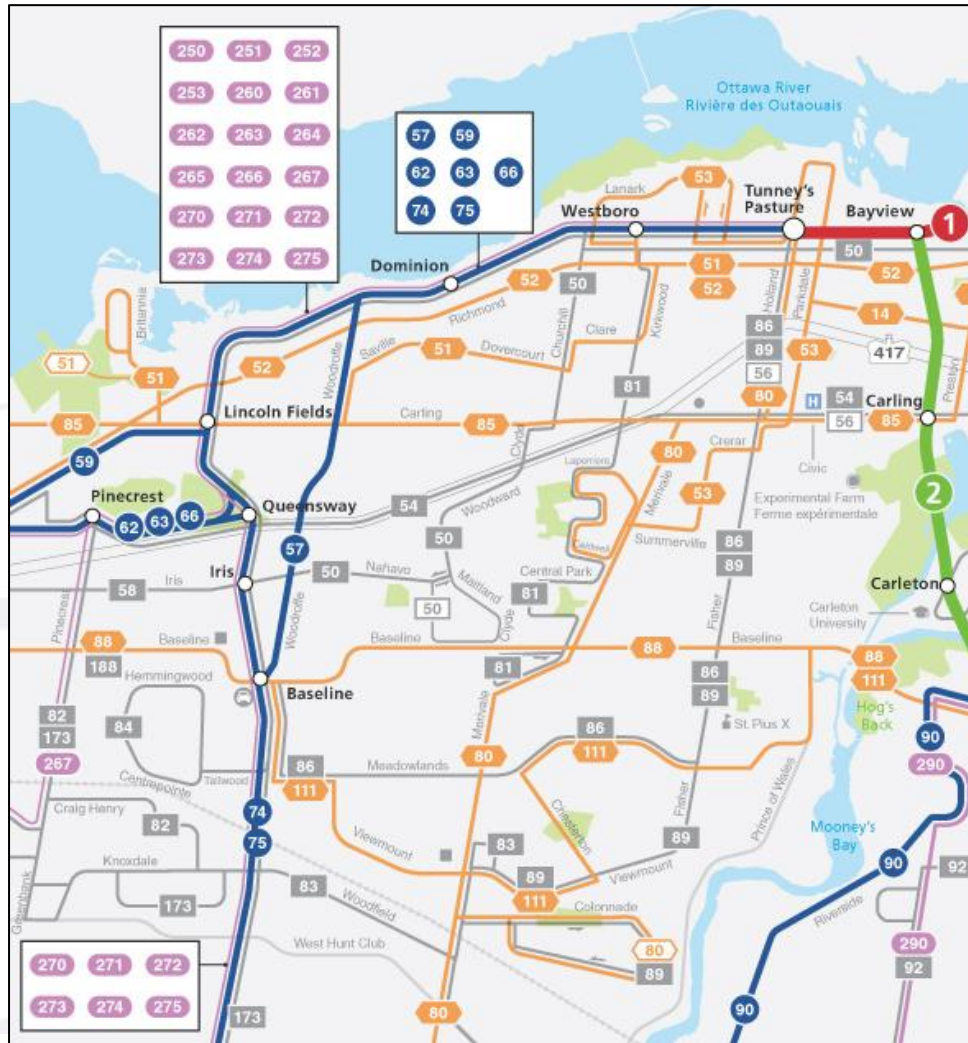 250 251 252
253 260 261
262 263 264
265 266 267
270 271 272
273 274 275
57 59
62 63 66
74 75
Ottawa River
Rivière des Outaouais
Lanark
53
Tunney's
Pasture
Westboro
Bayview
1
50
Dominion
51
52
52
52
50
Richmond
Churchill
Kirkwood
Holland
Parkdale
14
Britannia
Woodroffe
Saville
51
Dovercourt
Clare
86
89
56
80
53
417
Preston
51
51
52
81
Lincoln Fields
Carling
85
85
H
54
56
85
Carling
Civic
59
Clyde
Crerar
80
Merivale
Laperriere
Pinecrest
62 63 66
Queensway
54
Woodward
53
Experimental Farm
Ferme expérimentale
2
Caldwell
Summerville
57
50
86
89
Iris
58
Iris
50
Navaho
Maitland
Central Park
81
50
Clyde
Carleton
Carleton
University
Pinecrest
Woodroffe
Fisher
88
188
Baseline
Baseline
88
Baseline
88
111
Hemmingwood
Baseline
81
86
89
Hog's
Back
St. Pius X
82
173
267
84
Tallwood
Merivale
86
111
90
290
Centrepointe
86
111
Meadowlands
80
Craig Henry
82
74
75
Viewmount
Chesterton
Fisher
89
Prince of Wales
Mooney's
Bay
Knoxdale
83
83
89
111
Viewmount
90
92
Greenbank
173
Woodfield
Colonnade
Riverside
West Hunt Club
80
89
290
92
270 271 272
273 274 275
173
80
90